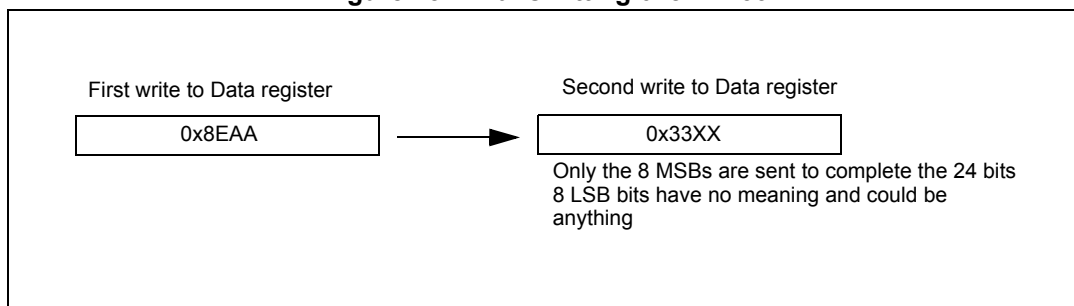 First write to Data register
Second write to Data register
0x8EAA
0x33XX
Only the 8 MSBs are sent to complete the 24 bits
8 LSB bits have no meaning and could be
anything